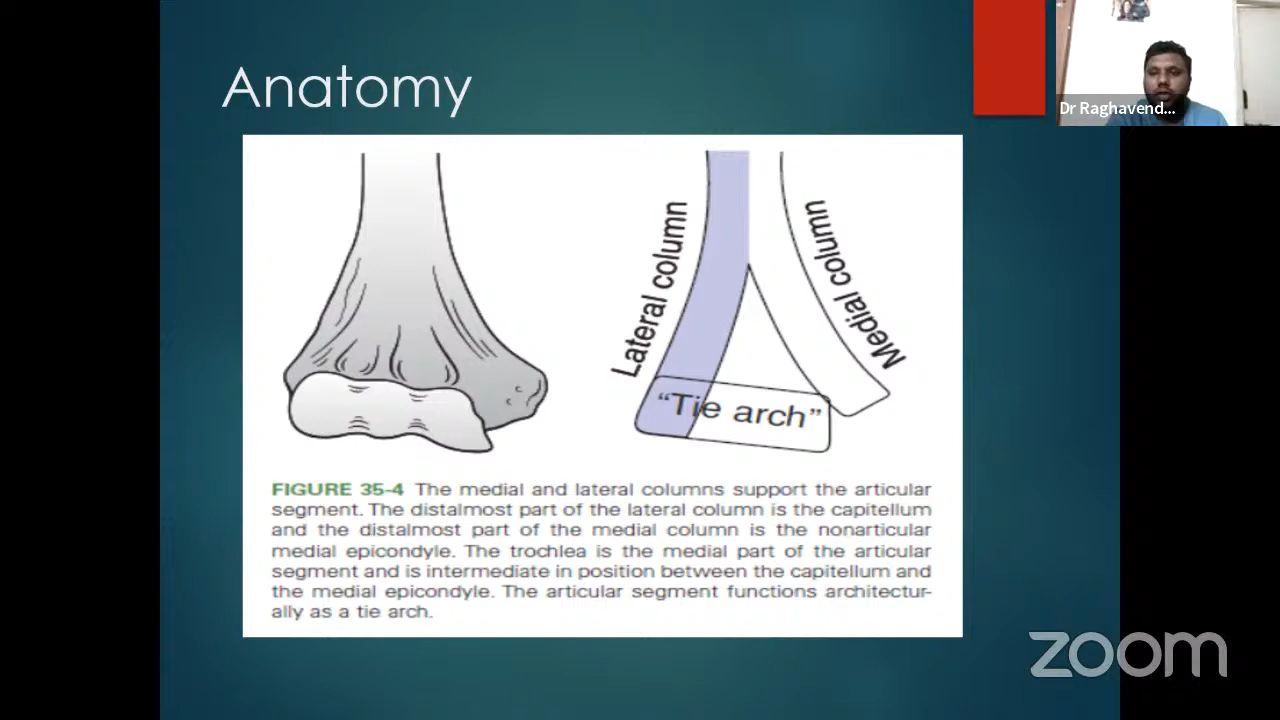 Anatomy
Dr Raghavend...
Lateral column
Medial column
“Tie arch”
FIGURE 35-4 The medial and lateral columns support the articular
segment. The distalmost part of the lateral column is the capitellum
and the distalmost part of the medial column is the nonarticular
medial epicondyle. The trochlea is the medial part of the articular
segment and is intermediate in position between the capitellum and
the medial epicondyle. The articular segment functions architectur-
ally as a tie arch.
zoom